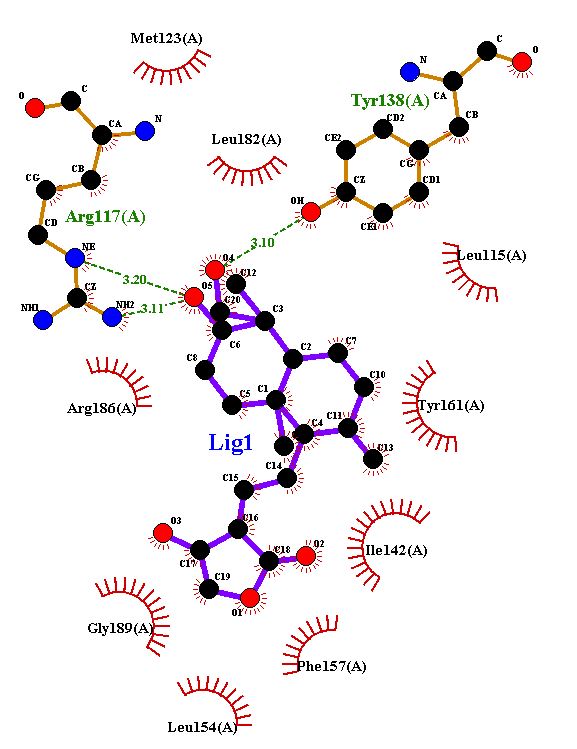 Met123(A)
O
C
CA
N
CG
CB
Arg117(A)
CD
NE
CZ
NH1
NH2
Leu182(A)
C
O
N
CA
Tyr138(A)
CD2
CB
CE2
CG
CZ
CD1
OH
CE1
3.10
3.20
3.11
Leu115(A)
O4
C12
O5
C20
C3
C6
C2
C7
C8
C10
C5
C1
C4
C11
C13
C14
C15
C16
O3
C17
C18
O2
C19
O1
Lig1
Arg186(A)
Tyr161(A)
Ile142(A)
Gly189(A)
Phe157(A)
Leu154(A)